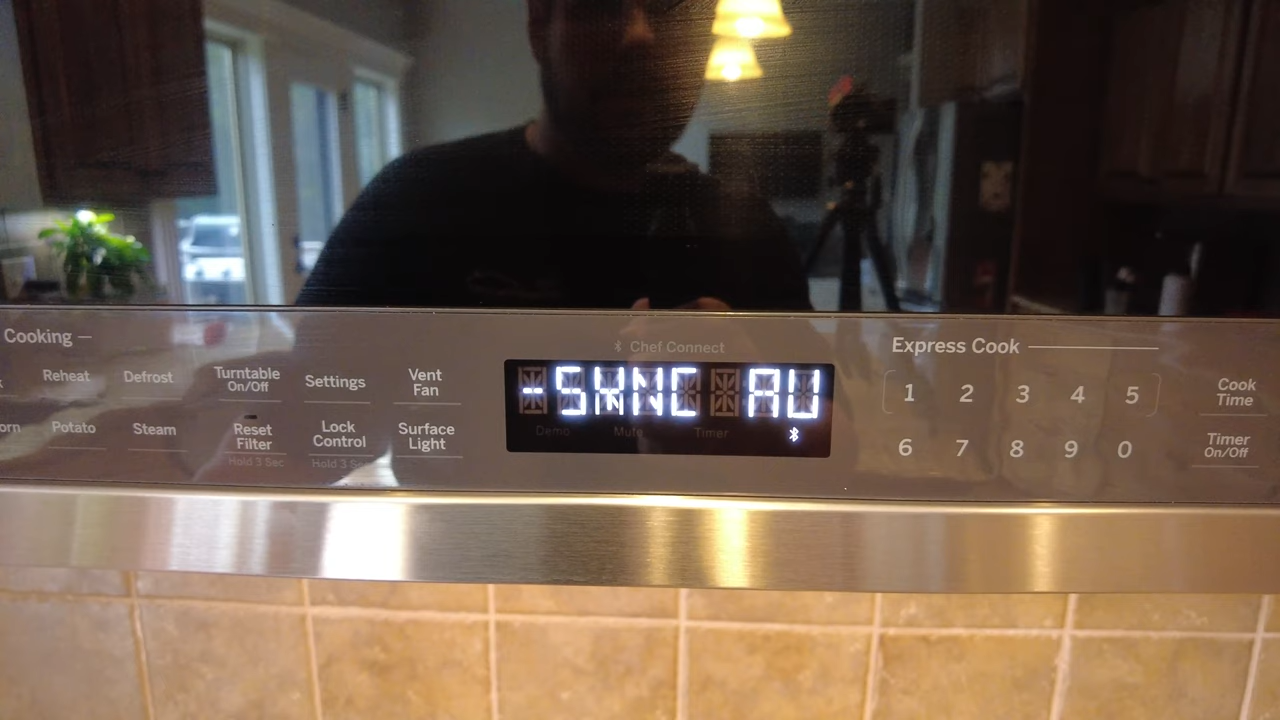 Cooking
Reheat
Defrost
Turntable
On/Off
Settings
Vent
Fan
orn
Potato
Steam
Reset
Filter
Hold 3 Sec
Lock
Control
Hold 3 Sec
Surface
Light
Chef Connect
-SYNC AU
Demo
Mute
Timer
Express Cook
1 2 3 4 5
6 7 8 9 0
Cook
Time
Timer
On/Off